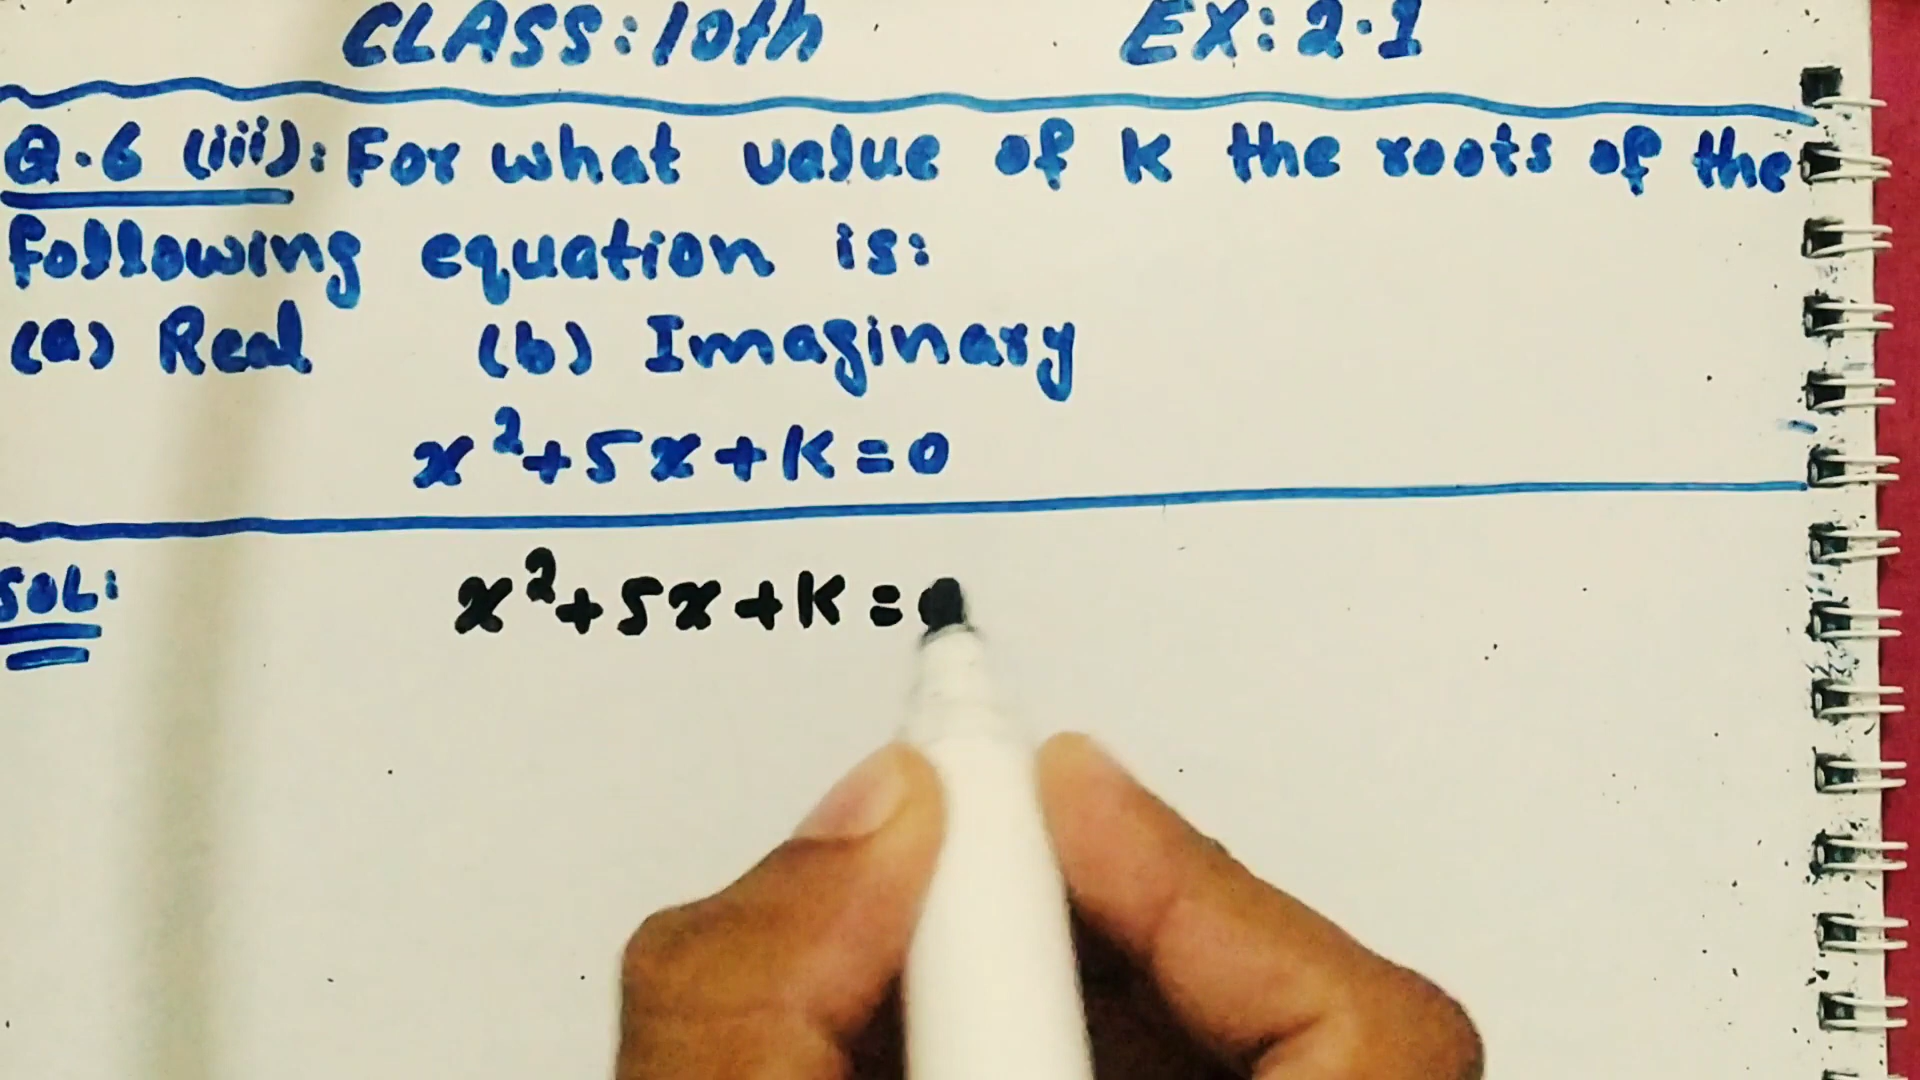 CLASS: 10th EX: 2.1
Q.6 (iii): For what value of K the roots of the
following equation is:
(a) Real (b) Imaginary
x²+5x+K=0
SOL: x²+5x+K=0